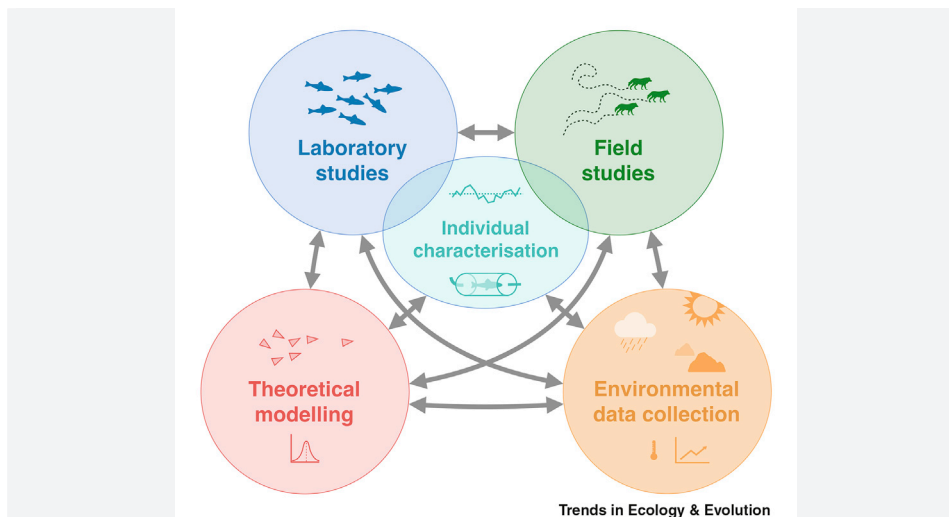 Laboratory
studies
Field
studies
Individual
characterisation
Theoretical
modelling
Environmental
data collection
Trends in Ecology & Evolution